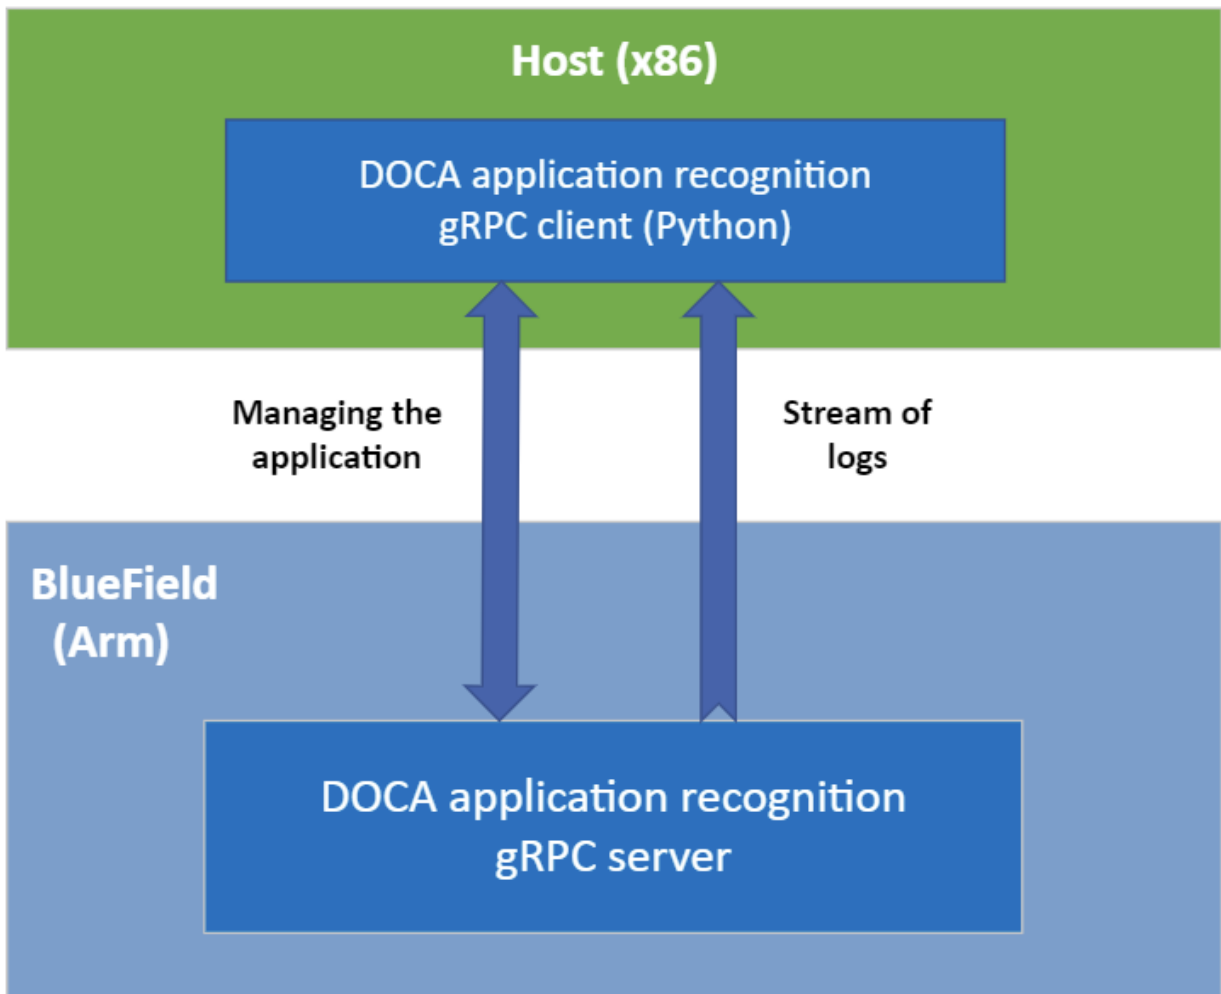 Host (x86)
DOCA application recognition
gRPC client (Python)
Managing the
application
Stream of
logs
BlueField
(Arm)
DOCA application recognition
gRPC server